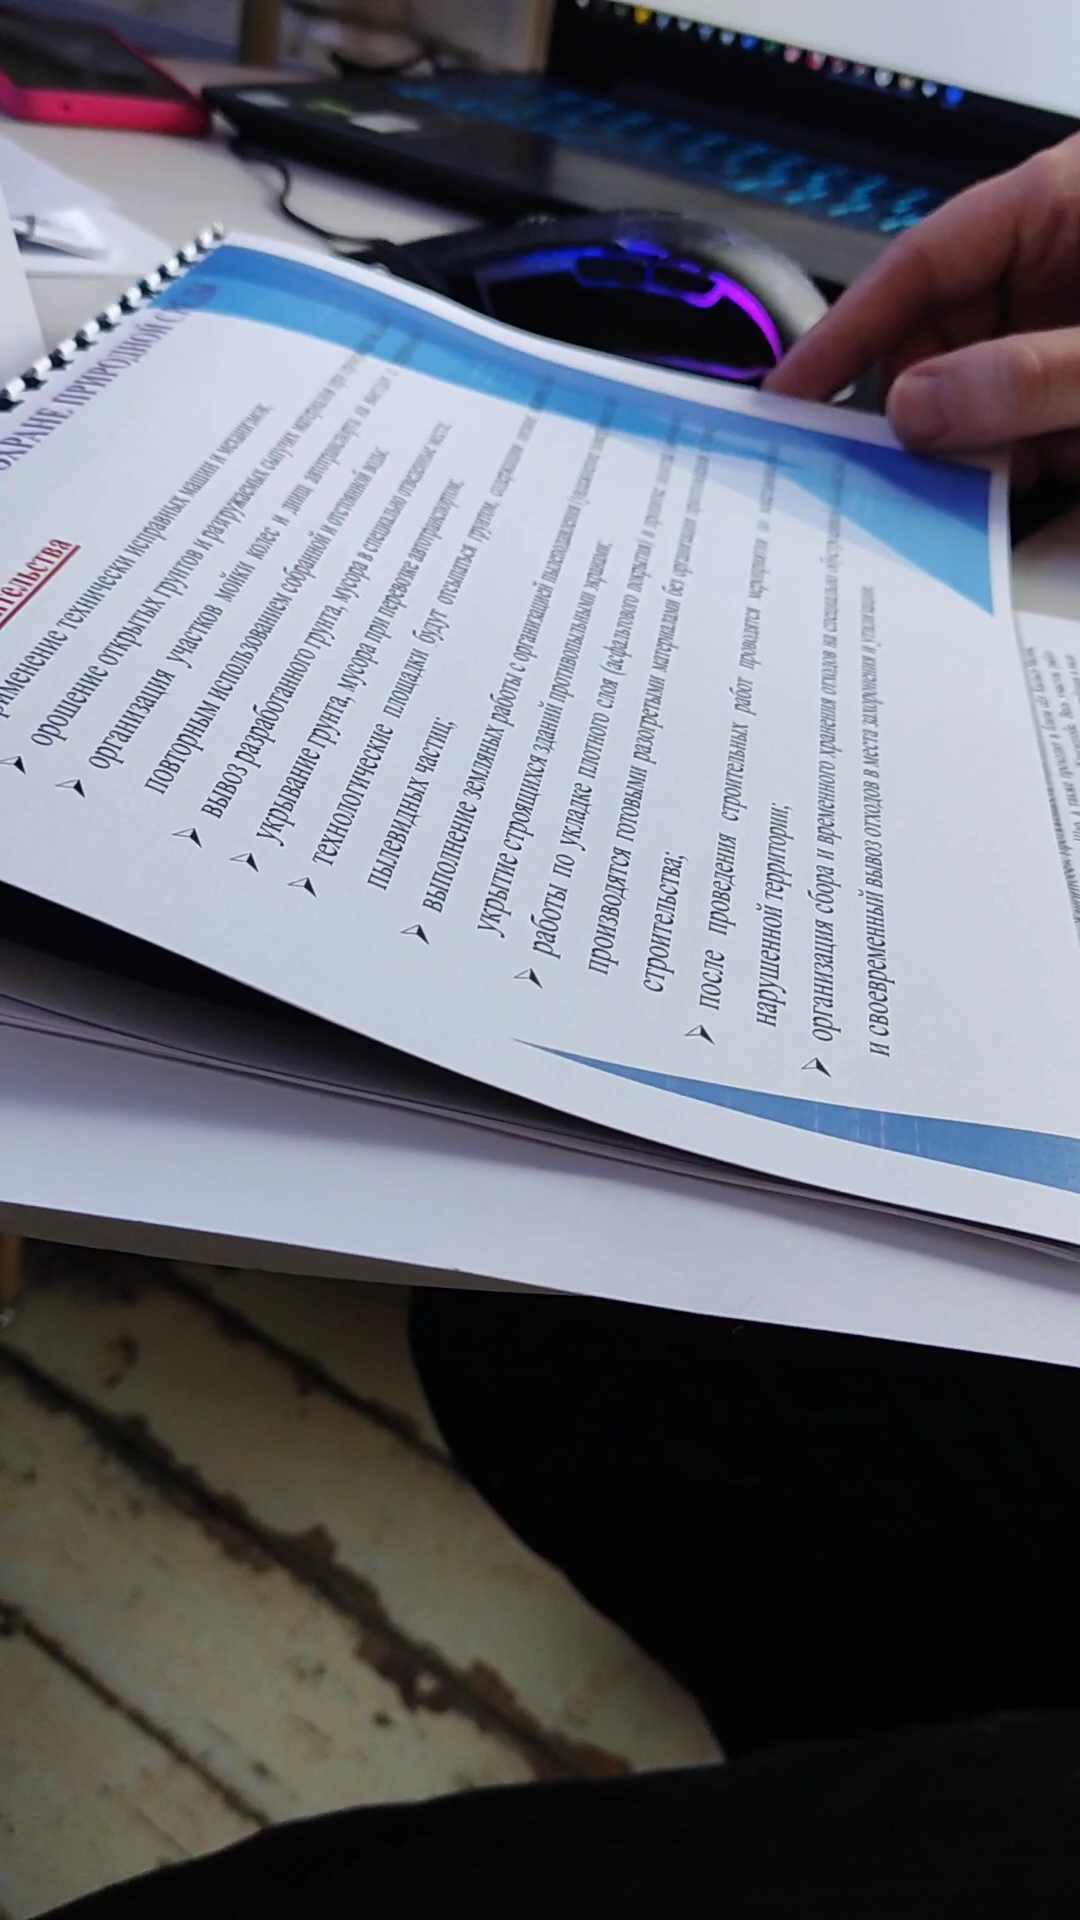 ОХРАНЕ ПРИРОДНОЙ
применение технически исправных машин и механизмов;
➢ орошение открытых грунтов и разгружаемых сыпучих материалов при
➢ организация участков мойки колес и днищ автотранспорта на выездах с
повторным использованием собранной и отстоянной воды;
➢ вывоз разработанного грунта, мусора в специально отведенные места;
➢ укрывание грунта, мусора при перевозке автотранспортом;
➢ технологические площадки будут отсыпаться грунтом, содержащим
пылевидных частиц;
➢ выполнение земляных работы с организацией пылеподавления
укрытие строящихся зданий противопыльными экранами;
➢ работы по укладке плотного слоя (асфальтового покрытия) и
производятся готовыми разогретыми материалами без организации
строительства;
➢ после проведения строительных работ проводятся мероприятия по
нарушенной территории;
➢ организация сбора и временного хранения отходов на специально
и своевременный вывоз отходов в места захоронения и утилизации.